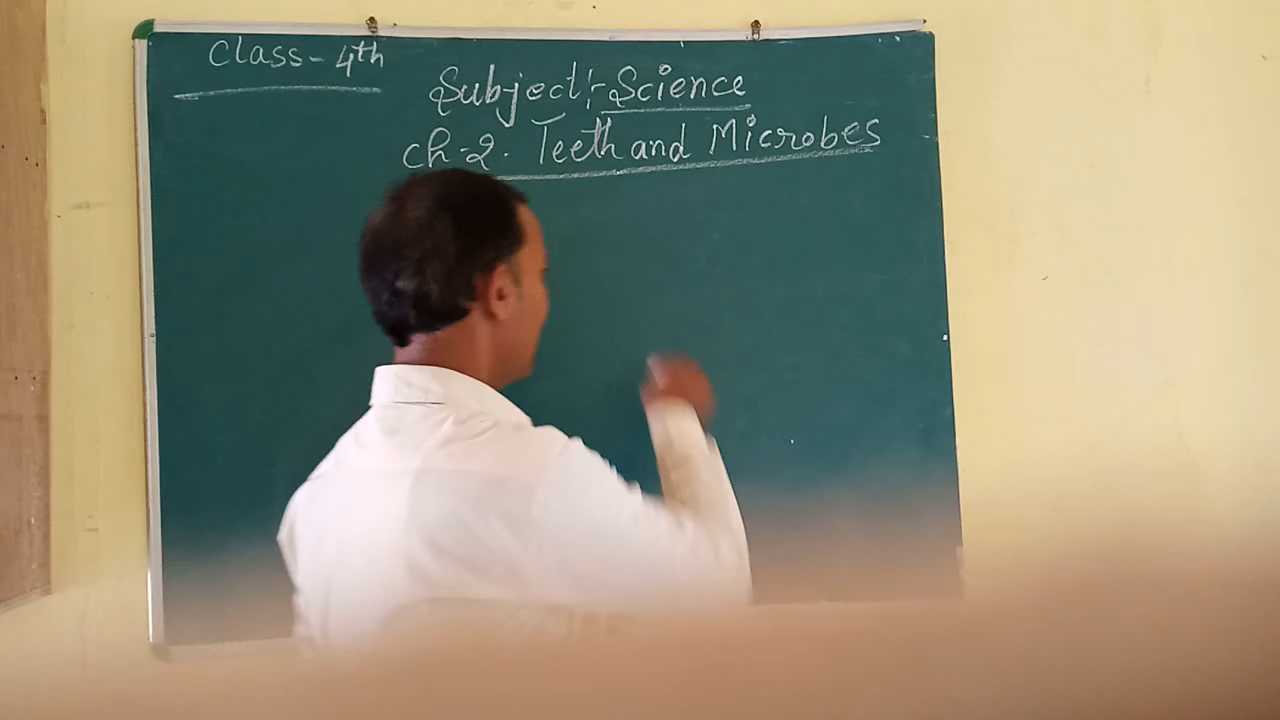 Class - 4th
Subject :- Science
Ch-2. Teeth and Microbes